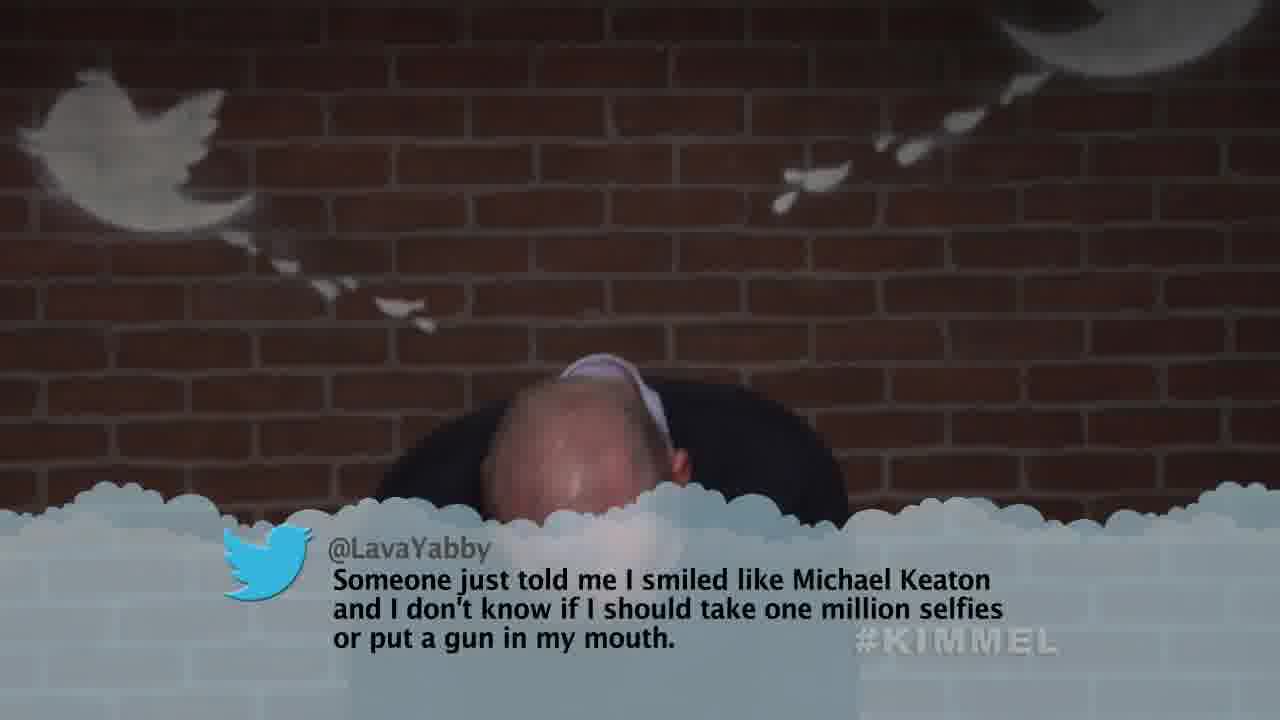 @LavaYabby
Someone just told me I smiled like Michael Keaton
and I don't know if I should take one million selfies
or put a gun in my mouth.
#KIMMEL